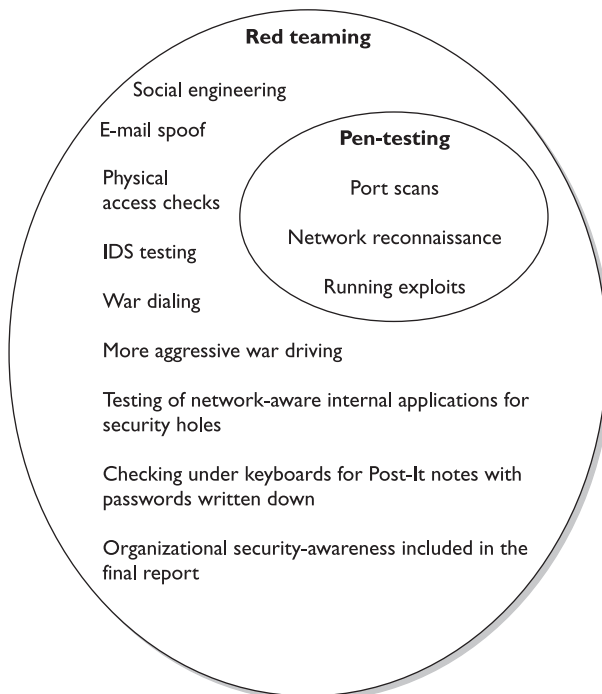 Red teaming
Social engineering
E-mail spoof
Pen-testing
Physical
access checks
Port scans
Network reconnaissance
IDS testing
Running exploits
War dialing
More aggressive war driving
Testing of network-aware internal applications for
security holes
Checking under keyboards for Post-It notes with
passwords written down
Organizational security-awareness included in the
final report